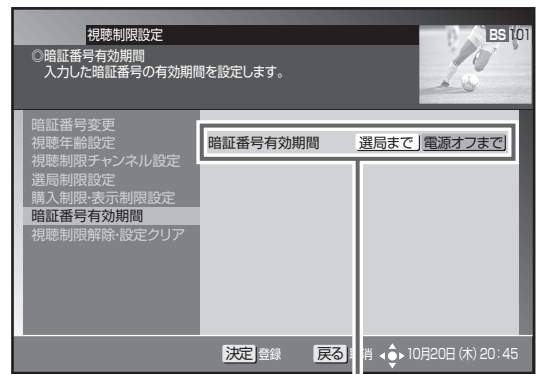 視聴制限設定
BS 101
◎暗証番号有効期間
入力した暗証番号の有効期間を設定します。
暗証番号変更
視聴年齢設定
視聴制限チャンネル設定
選局制限設定
購入制限・表示制限設定
暗証番号有効期間
視聴制限解除・設定クリア
暗証番号有効期間 選局まで 電源オフまで
決定 登録 戻る 消 10月20日(木)20:45